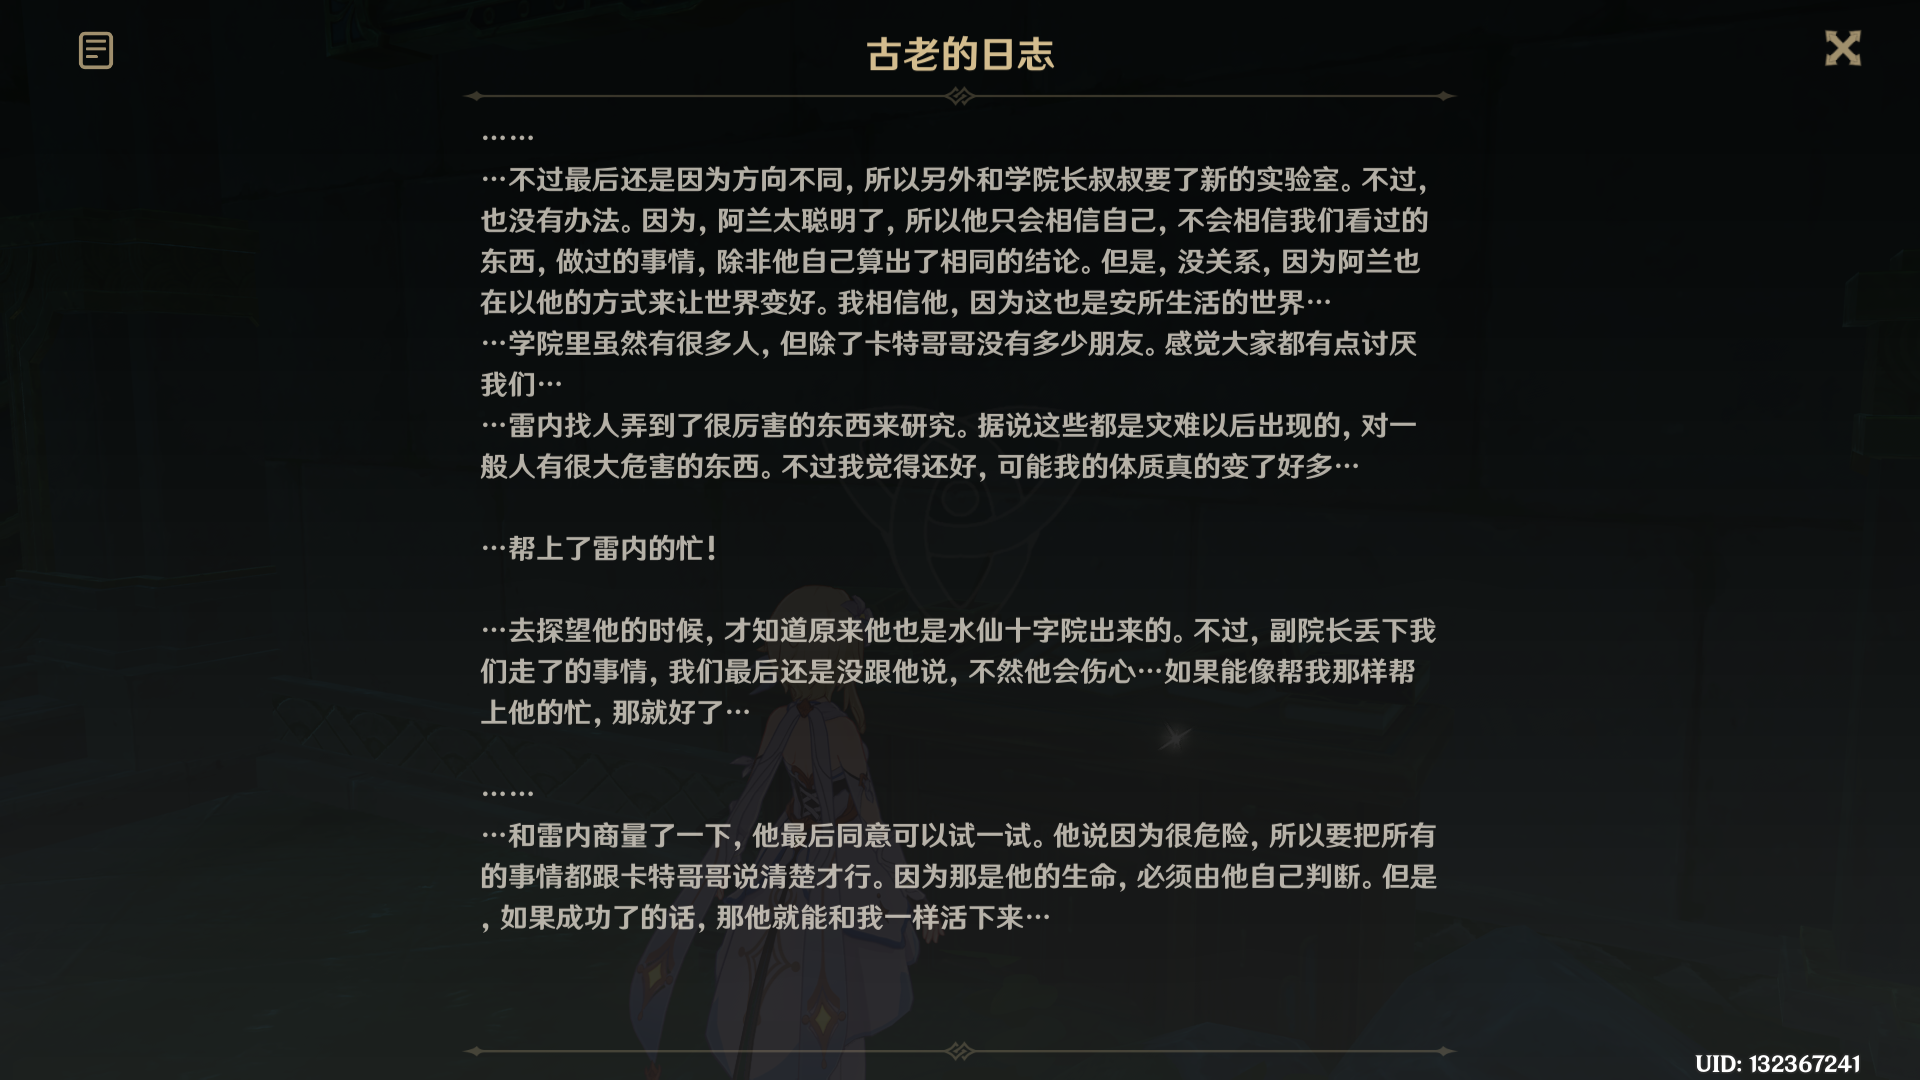 古老的日志
……
…不过最后还是因为方向不同，所以另外和学院长叔叔要了新的实验室。不过，
也没有办法。因为，阿兰太聪明了，所以他只会相信自己，不会相信我们看过的
东西，做过的事情，除非他自己算出了相同的结论。但是，没关系，因为阿兰也
在以他的方式来让世界变好。我相信他，因为这也是安所生活的世界…
…学院里虽然有很多人，但除了卡特哥哥没有多少朋友。感觉大家都有点讨厌
我们…
…雷内找人弄到了很厉害的东西来研究。据说这些都是灾难以后出现的，对一
般人有很大危害的东西。不过我觉得还好，可能我的体质真的变了好多…
…帮上了雷内的忙！
…去探望他的时候，才知道原来他也是水仙十字院出来的。不过，副院长丢下我
们走了的事情，我们最后还是没跟他说，不然他会伤心…如果能像帮我那样帮
上他的忙，那就好了…
……
…和雷内商量了一下，他最后同意可以试一试。他说因为很危险，所以要把所有
的事情都跟卡特哥哥说清楚才行。因为那是他的生命，必须由他自己判断。但是
，如果成功了的话，那他就能和我一样活下来…
UID: 132367241